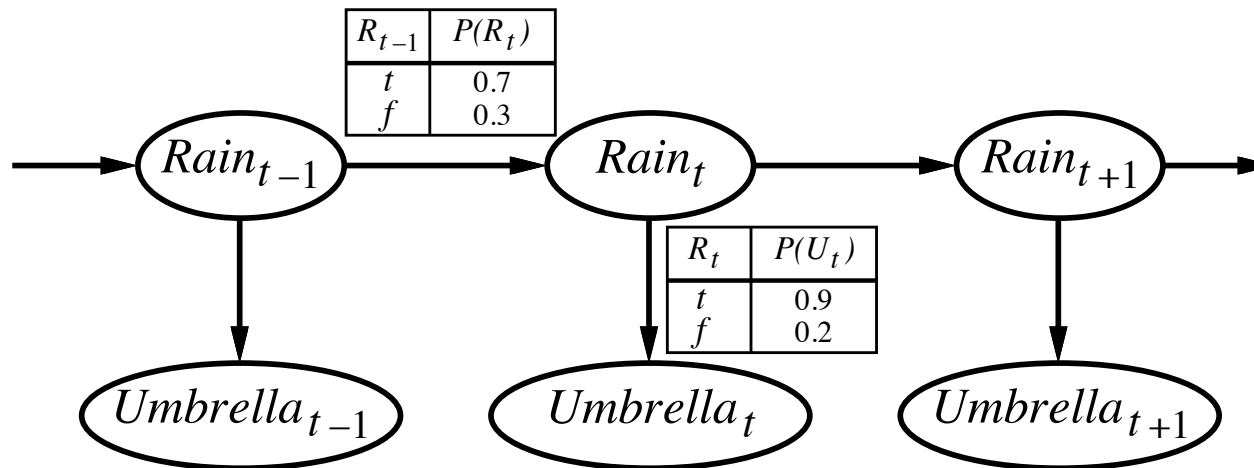 R_{t–1} P(R_t)
t 0.7
f 0.3
Rain_{t–1} Rain_t Rain_{t+1}
R_t P(U_t)
t 0.9
f 0.2
Umbrella_{t–1} Umbrella_t Umbrella_{t+1}